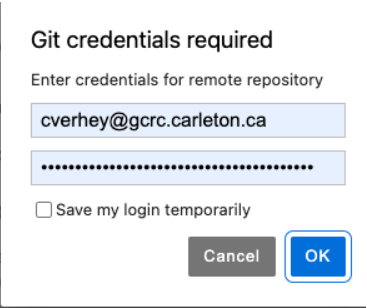 Git credentials required
Enter credentials for remote repository
cverhey@gcrc.carleton.ca
••••••••••••••••••••••••••••••••••••••••
Save my login temporarily
Cancel OK